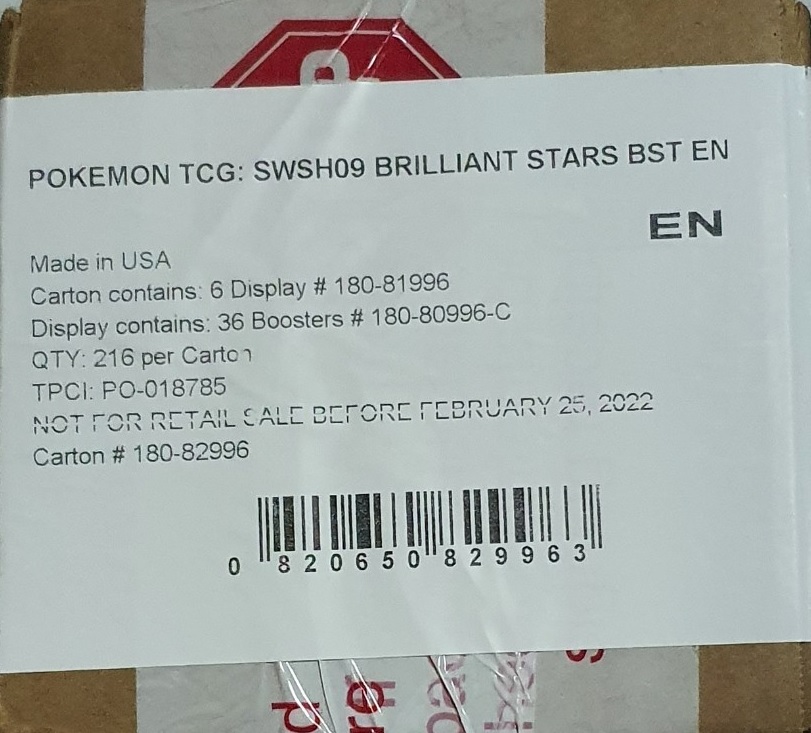 POKEMON TCG: SWSH09 BRILLIANT STARS BST EN
EN
Made in USA
Carton contains: 6 Display # 180-81996
Display contains: 36 Boosters # 180-80996-C
QTY: 216 per Carton
TPCI: PO-018785
NOT FOR RETAIL SALE BEFORE FEBRUARY 25, 2022
Carton # 180-82996
0 820650 829963